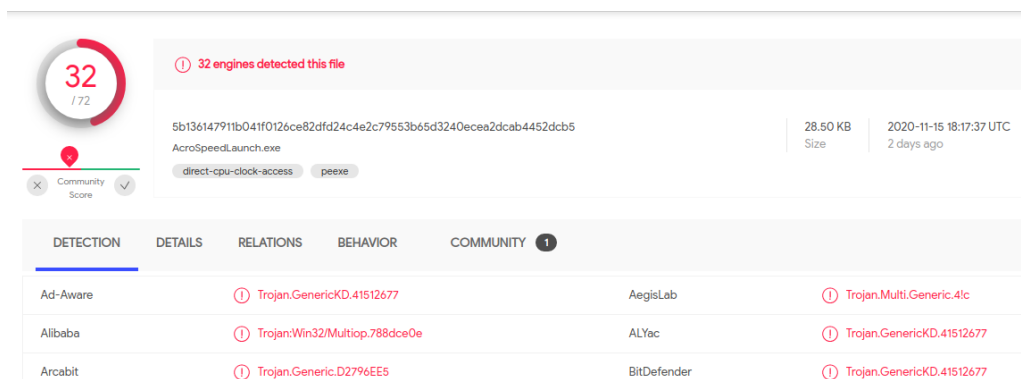 32
/ 72
Community
Score
32 engines detected this file
5b136147911b041f0126ce82dfd24c4e2c79553b65d3240ecea2dcab4452dcb5
AcroSpeedLaunch.exe
direct-cpu-clock-access peexe
28.50 KB
Size
2020-11-15 18:17:37 UTC
2 days ago
DETECTION DETAILS RELATIONS BEHAVIOR COMMUNITY 1
Ad-Aware Trojan.GenericKD.41512677 AegisLab Trojan.Multi.Generic.4!c
Alibaba Trojan:Win32/Multiop.788dce0e ALYac Trojan.GenericKD.41512677
Arcabit Trojan.Generic.D2796EE5 BitDefender Trojan.GenericKD.41512677